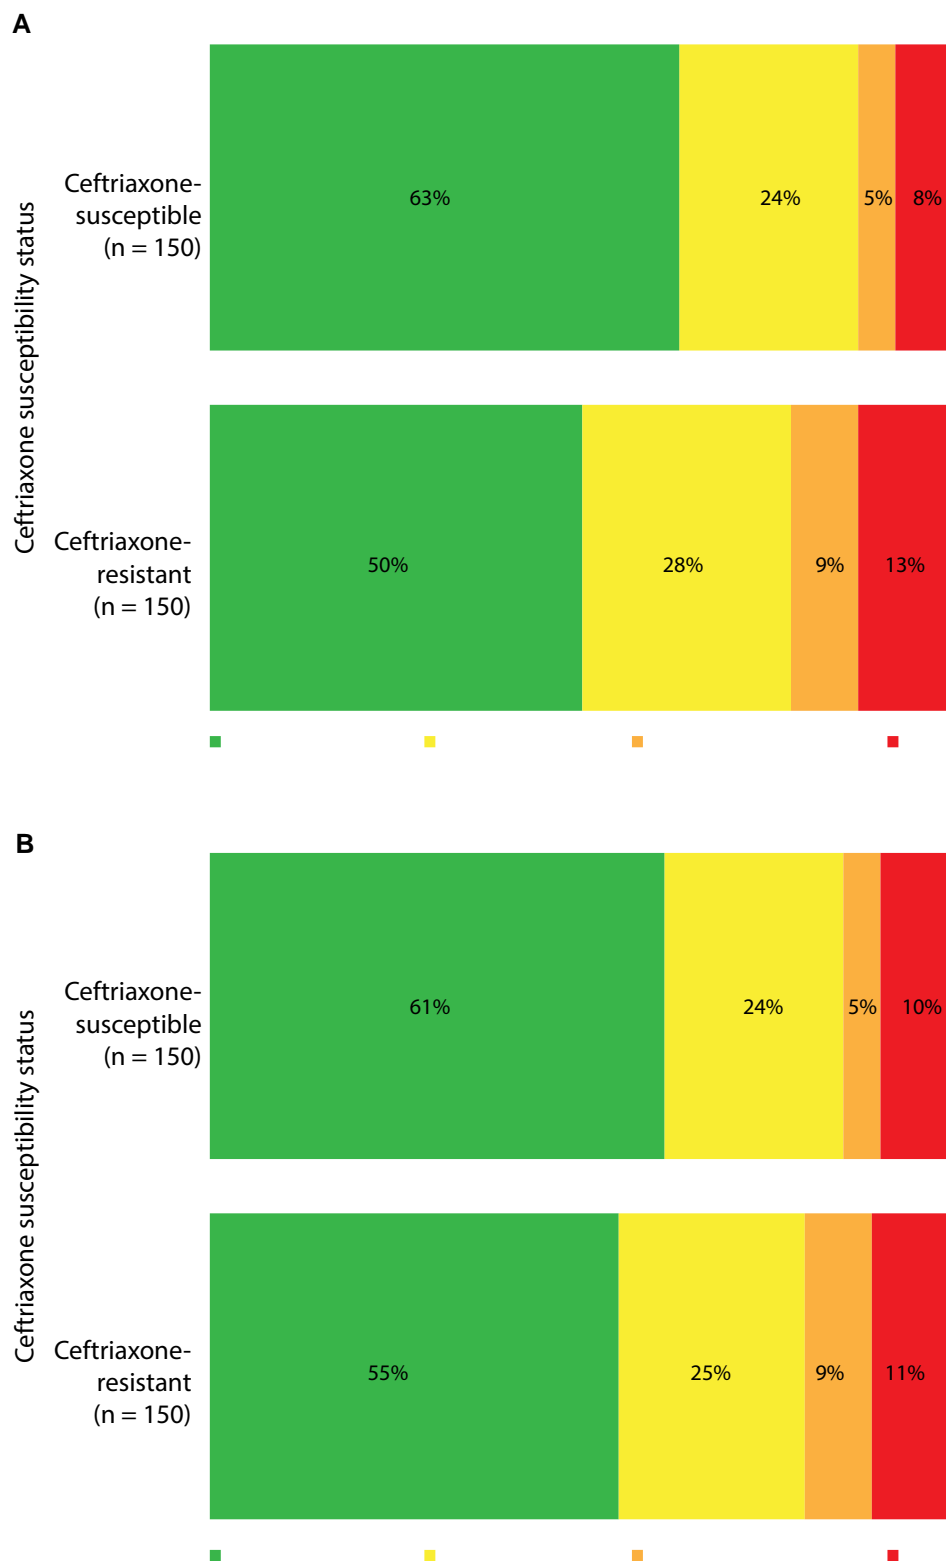 A
Ceftriaxone susceptibility status
Ceftriaxone-
susceptible
(n = 150)
63%
24%
5%
8%
Ceftriaxone-
resistant
(n = 150)
50%
28%
9%
13%
B
Ceftriaxone susceptibility status
Ceftriaxone-
susceptible
(n = 150)
61%
24%
5%
10%
Ceftriaxone-
resistant
(n = 150)
55%
25%
9%
11%